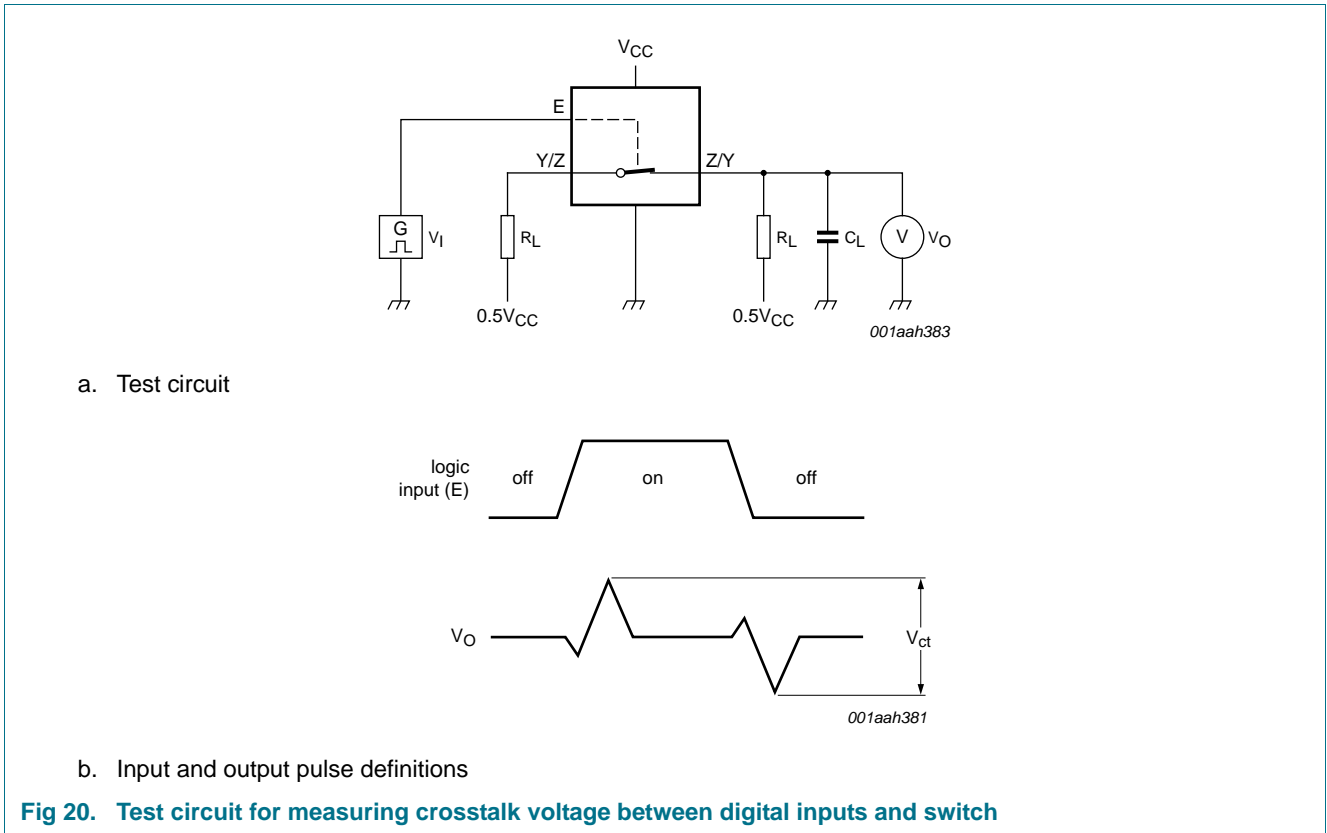 VCC
E
Y/Z
Z/Y
G
VI
RL
RL
CL
V
VO
0.5VCC
0.5VCC
001aah383
a. Test circuit
logic
input (E)
off
on
off
VO
Vct
001aah381
b. Input and output pulse definitions
Fig 20. Test circuit for measuring crosstalk voltage between digital inputs and switch